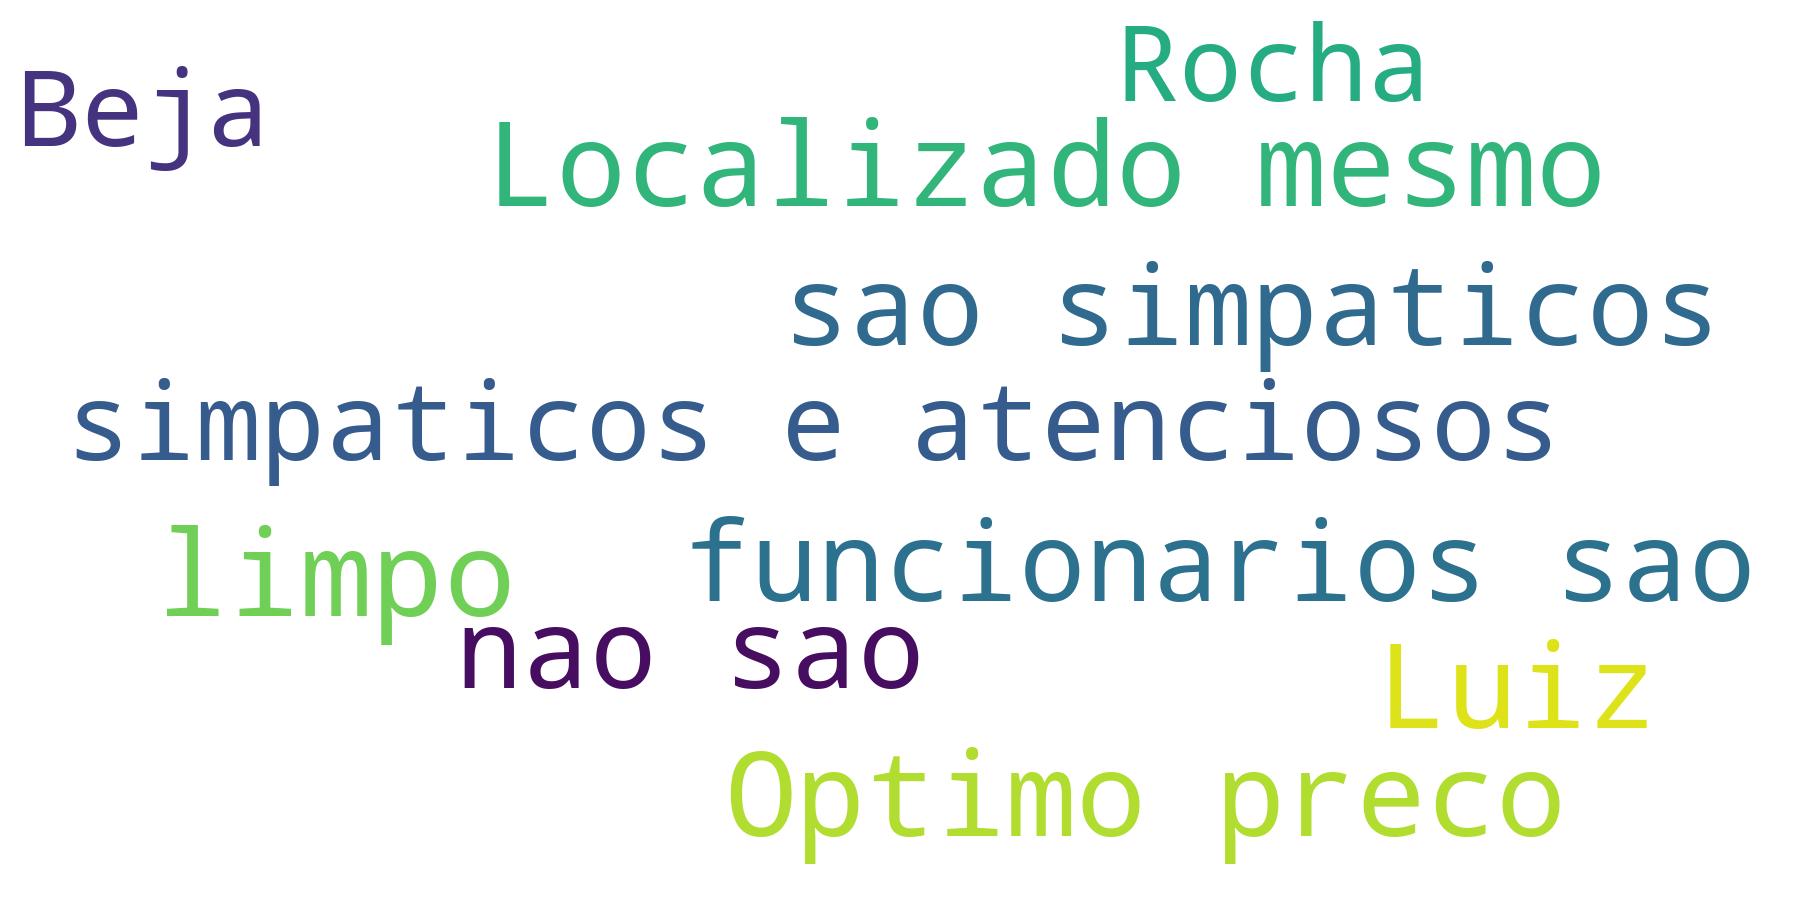 Rocha
Beja
Localizado mesmo
sao simpaticos
simpaticos e atenciosos
limpo
funcionarios sao
nao sao
Luiz
Optimo preco